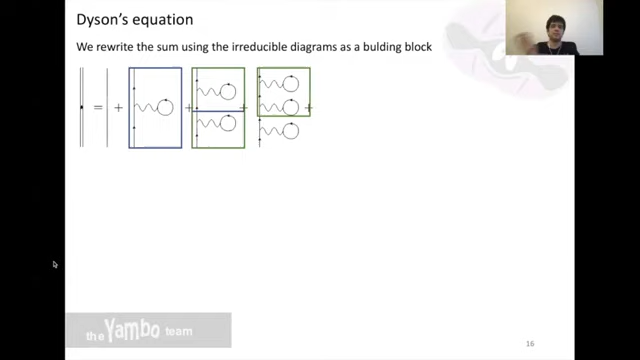 Dyson's equation
We rewrite the sum using the irreducible diagrams as a bulding block
= + + + +
the Yambo team
16